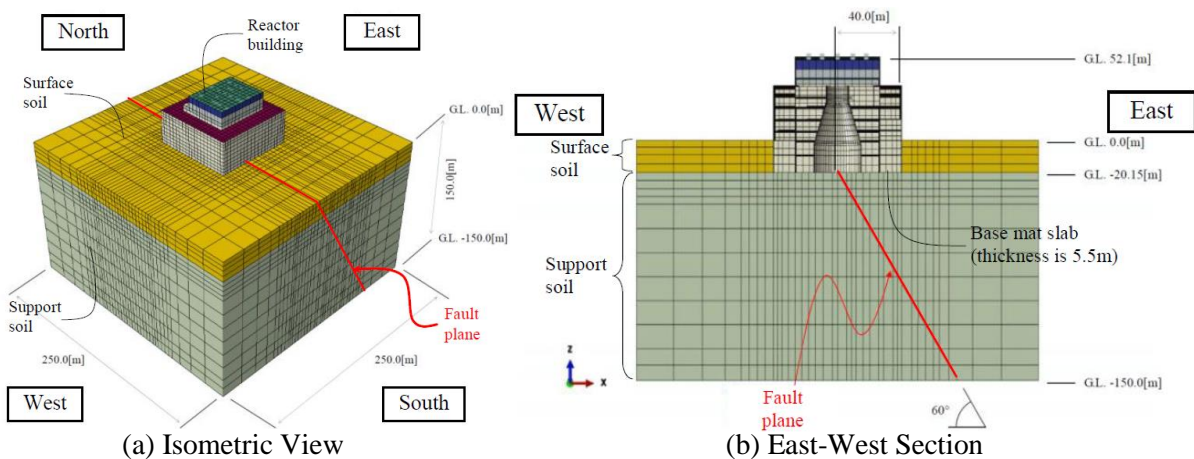 North
East
Reactor
building
Surface
soil
G.L. 0.0[m]
150.0[m]
G.L. -150.0[m]
Support
soil
Fault
plane
250.0[m]
250.0[m]
West
South
(a) Isometric View
40.0[m]
G.L. 52.1[m]
West
East
Surface
soil
G.L. 0.0[m]
G.L. -20.15[m]
Base mat slab
(thickness is 5.5m)
Support
soil
z
x
Fault
plane
60°
G.L. -150.0[m]
(b) East-West Section